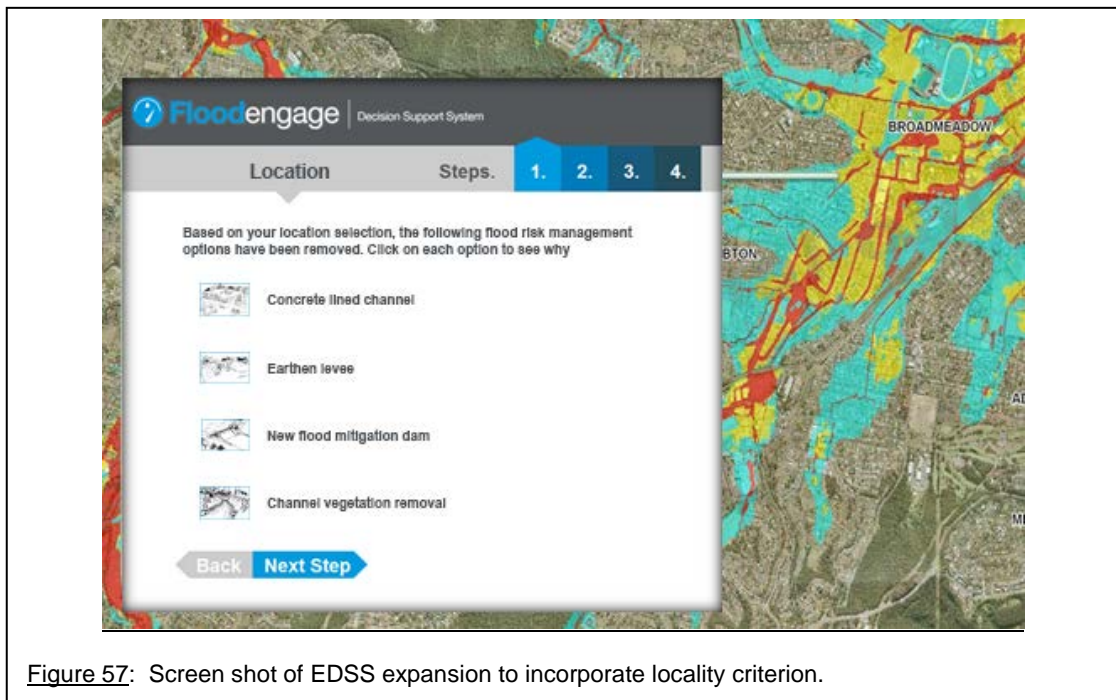 Floodengage Decision Support System
BROADMEADOW
Location Steps. 1. 2. 3. 4.
Based on your location selection, the following flood risk management
options have been removed. Click on each option to see why
BTON
Concrete lined channel
Earthen levee
AD
New flood mitigation dam
Channel vegetation removal
ME
Back Next Step
Figure 57: Screen shot of EDSS expansion to incorporate locality criterion.